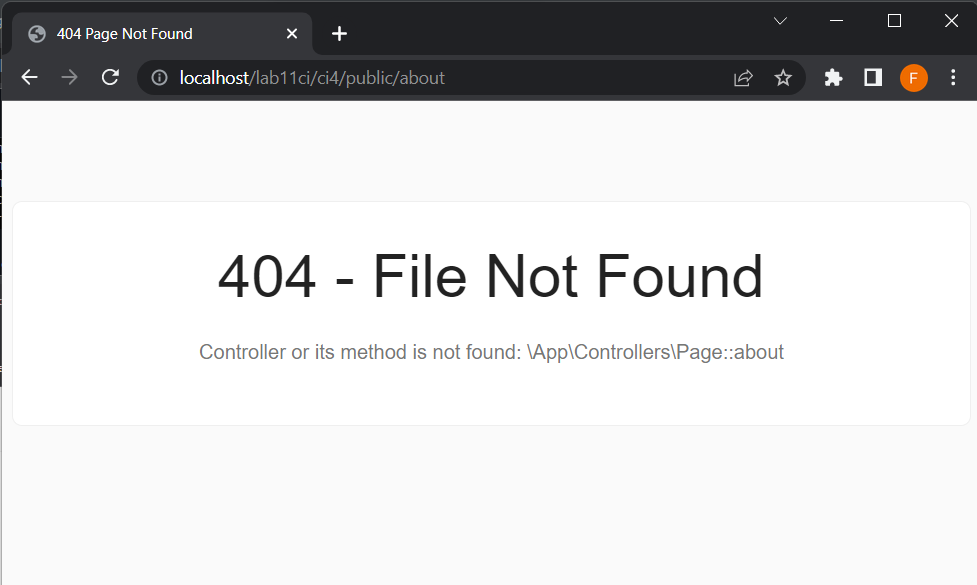 404 Page Not Found
localhost/lab11ci/ci4/public/about
F
404 - File Not Found
Controller or its method is not found: \App\Controllers\Page::about